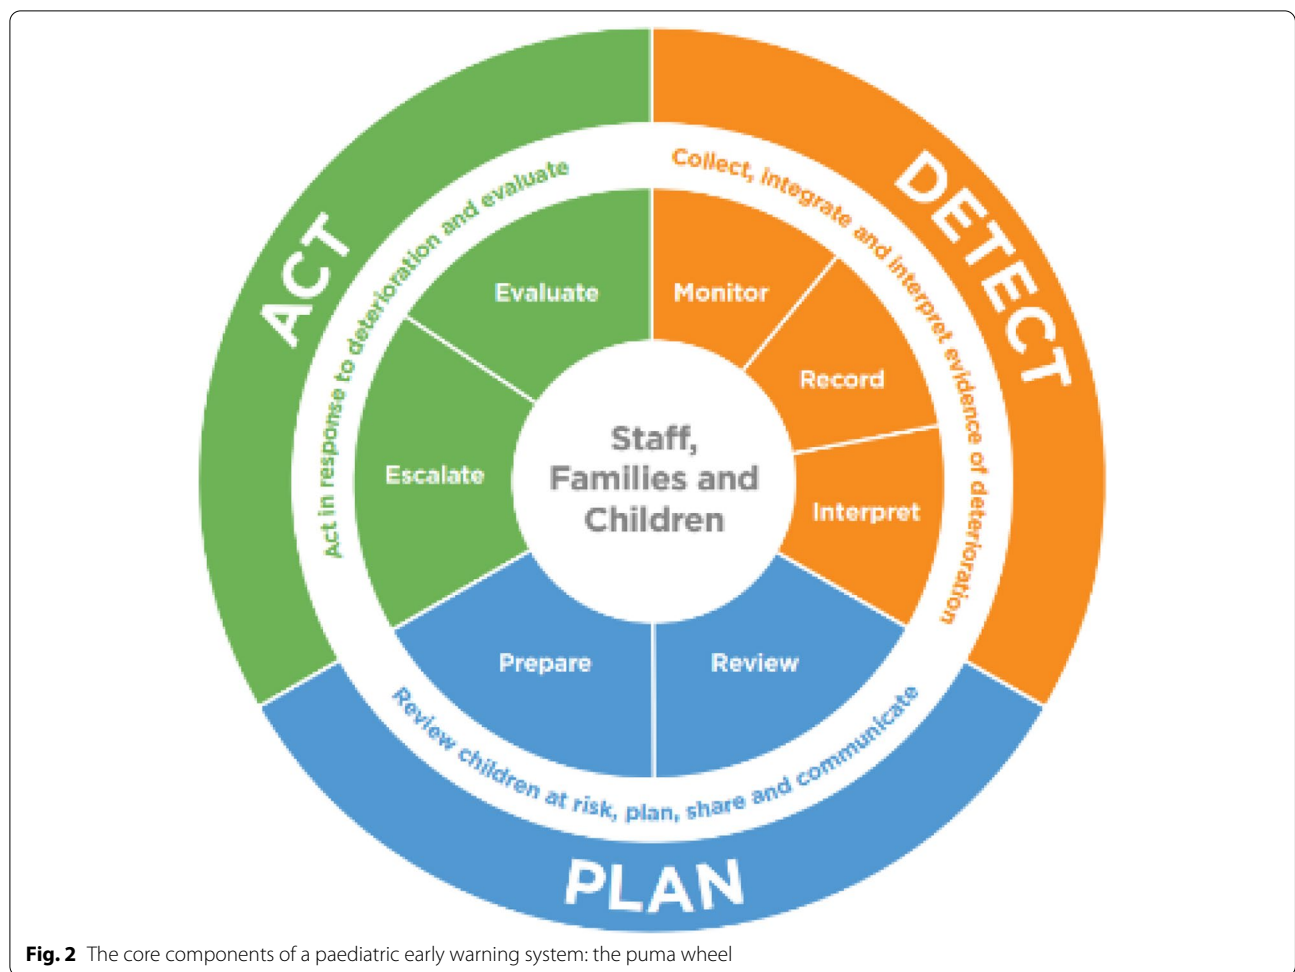 ACT
DETECT
PLAN
Act in response to deterioration and evaluate
Collect, integrate and interpret evidence of deterioration
Review children at risk, plan, share and communicate
Evaluate
Monitor
Record
Escalate
Interpret
Prepare
Review
Staff,
Families and
Children
Fig. 2 The core components of a paediatric early warning system: the puma wheel